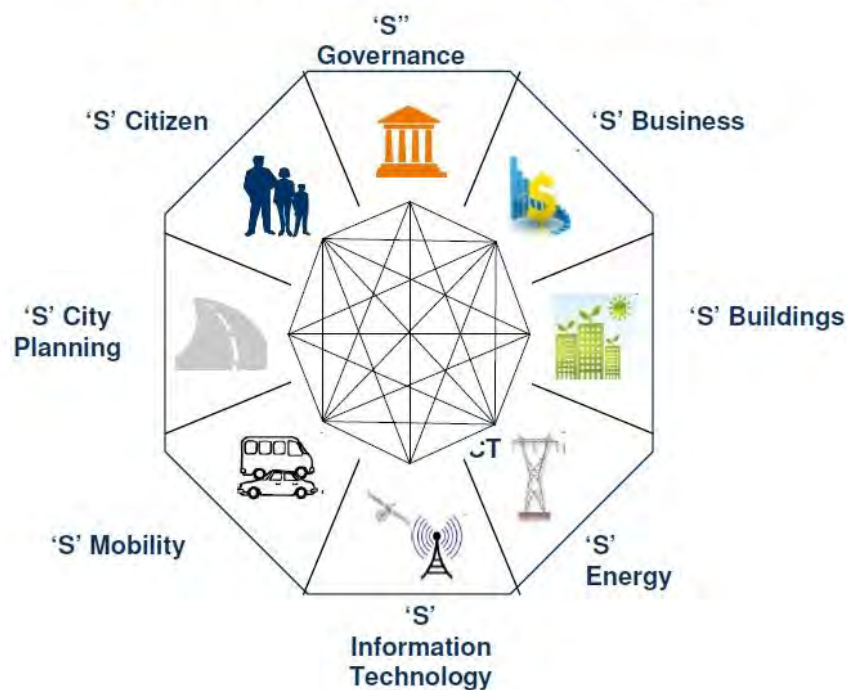 ‘S’’
Governance
‘S’ Citizen
‘S’ Business
‘S’ City
Planning
‘S’ Buildings
CT
‘S’ Mobility
‘S’
Energy
‘S’
Information
Technology